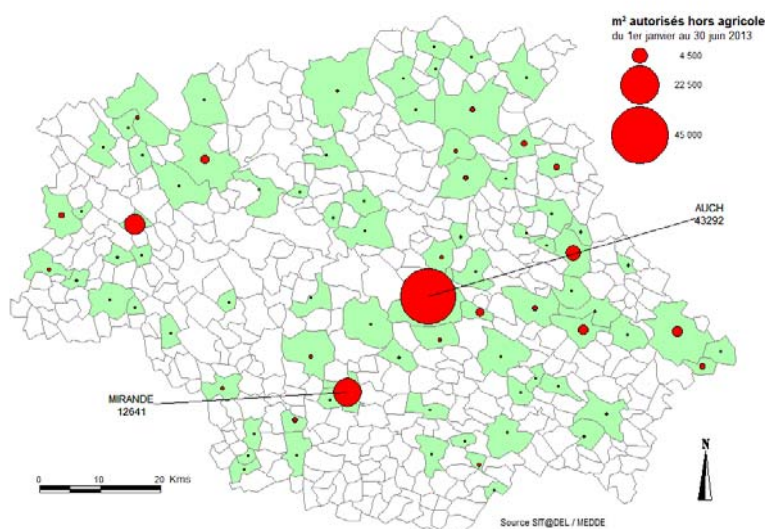 m² autorisés hors agricole
du 1er janvier au 30 juin 2013
4 500
22 500
45 000
AUCH
43292
MIRANDE
12641
N
0 10 20 Kms
Source SIT@DEL / MEDDE